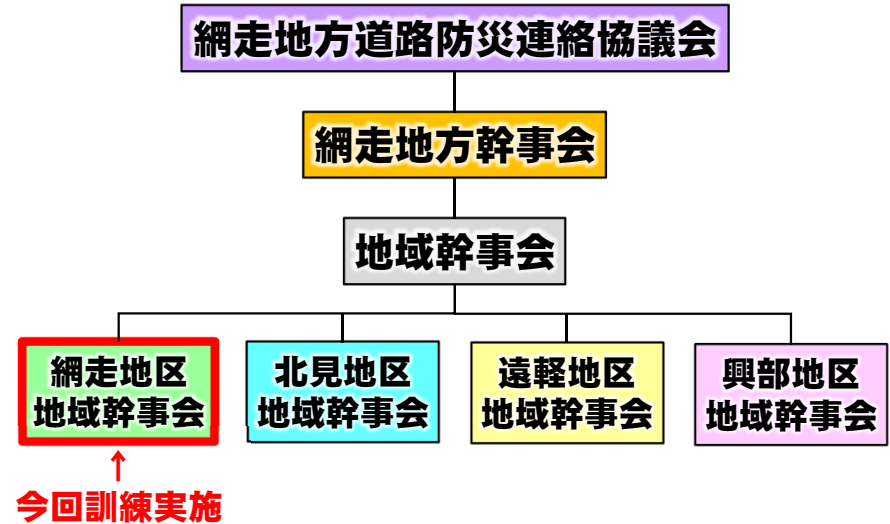 網走地方道路防災連絡協議会
網走地方幹事会
地域幹事会
網走地区
地域幹事会
北見地区
地域幹事会
遠軽地区
地域幹事会
興部地区
地域幹事会
↑
今回訓練実施